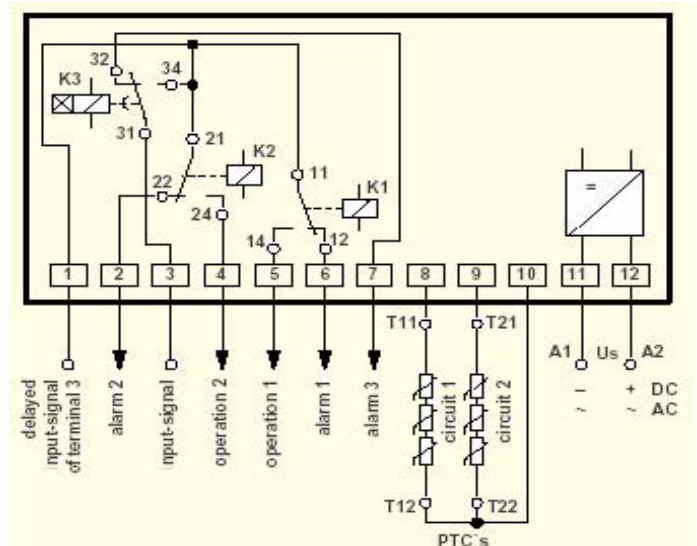 32
34
K3
31
21
K2
22
24
11
K1
14
12
1 2 3 4 5 6 7 8 9 10 11 12
T11 T21
A1 Us A2
– + DC
~ ~ AC
delayed
input-signal
of terminal 3
alarm 2
input-signal
operation 2
operation 1
alarm 1
alarm 3
circuit 1
circuit 2
T12 T22
PTC`s
=
~